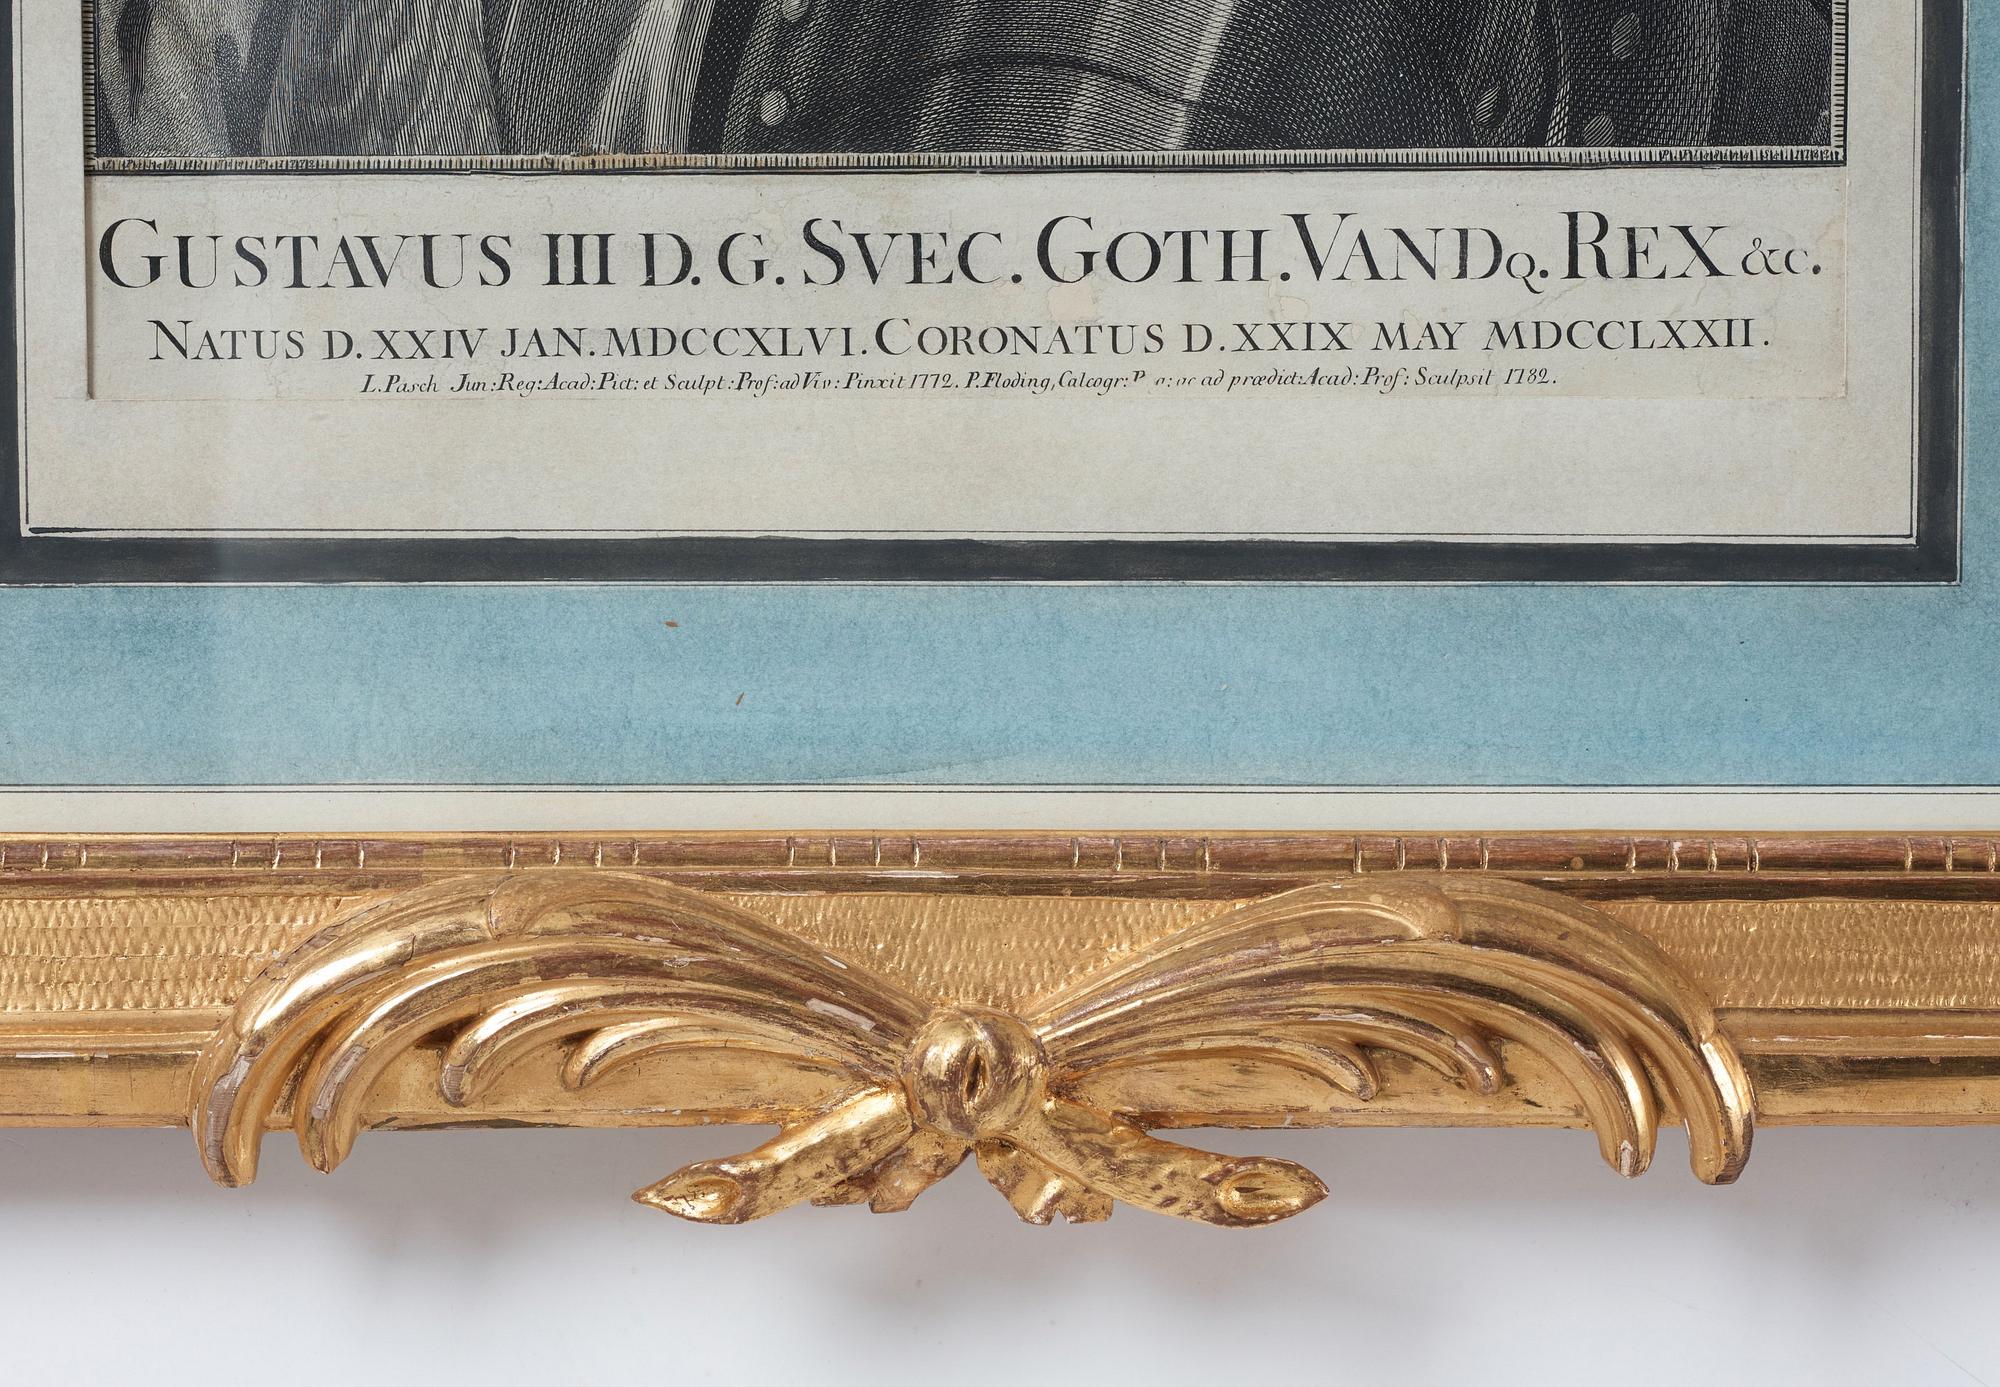 GUSTAVUS III D. G. SVEC. GOTH. VANDQ. REX &c.
NATUS D. XXIV JAN. MDCCXLVI. CORONATUS D. XXIX MAY MDCCLXXII.
L. Pasch Jun: Reg: Acad: Pict: et Sculpt: Prof: ad Viv: Pinxit 1772. P. Floding, Calcogr: ad prædict: Acad: Prof: Sculpsit 1782.